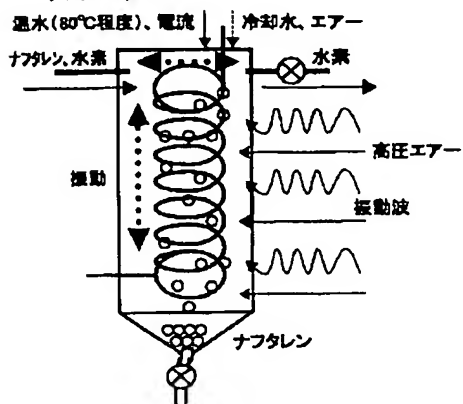 温水(80℃程度)、電流
冷却水、エアー
ナフタレン、水素
水素
振動
高圧エアー
振動波
ナフタレン